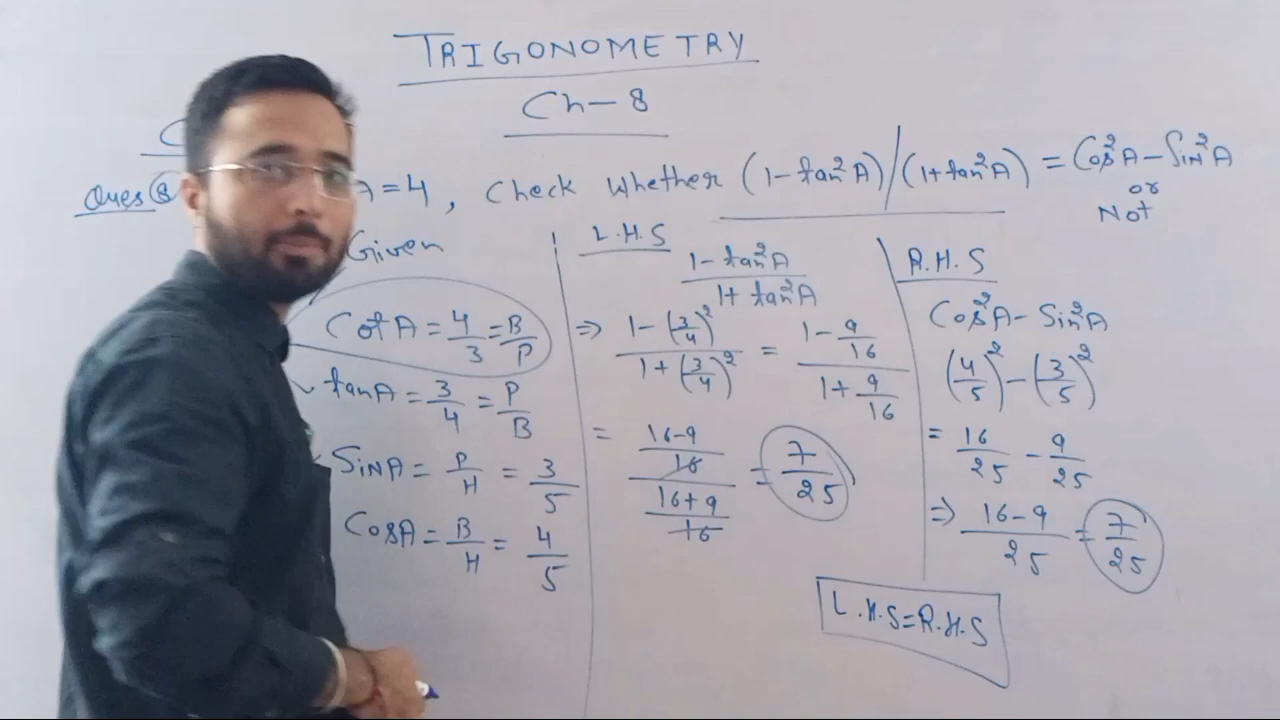 TRIGONOMETRY
Ch-8
Ques 8 A=4, Check Whether (1-tan²A)/(1+tan²A) = Cos²A-Sin²A
or
Not
Given
Cot A = 4/3 = B/P
tanA = 3/4 = P/B
SinA = P/H = 3/5
CosA = B/H = 4/5
L.H.S
1-tan²A / 1+tan²A
⇒ 1-(3/4)² / 1+(3/4)² = 1-9/16 / 1+9/16
= 16-9/16 / 16+9/16 = 7/25
R.H.S
Cos²A - Sin²A
(4/5)² - (3/5)²
= 16/25 - 9/25
⇒ 16-9/25 = 7/25
L.H.S=R.H.S